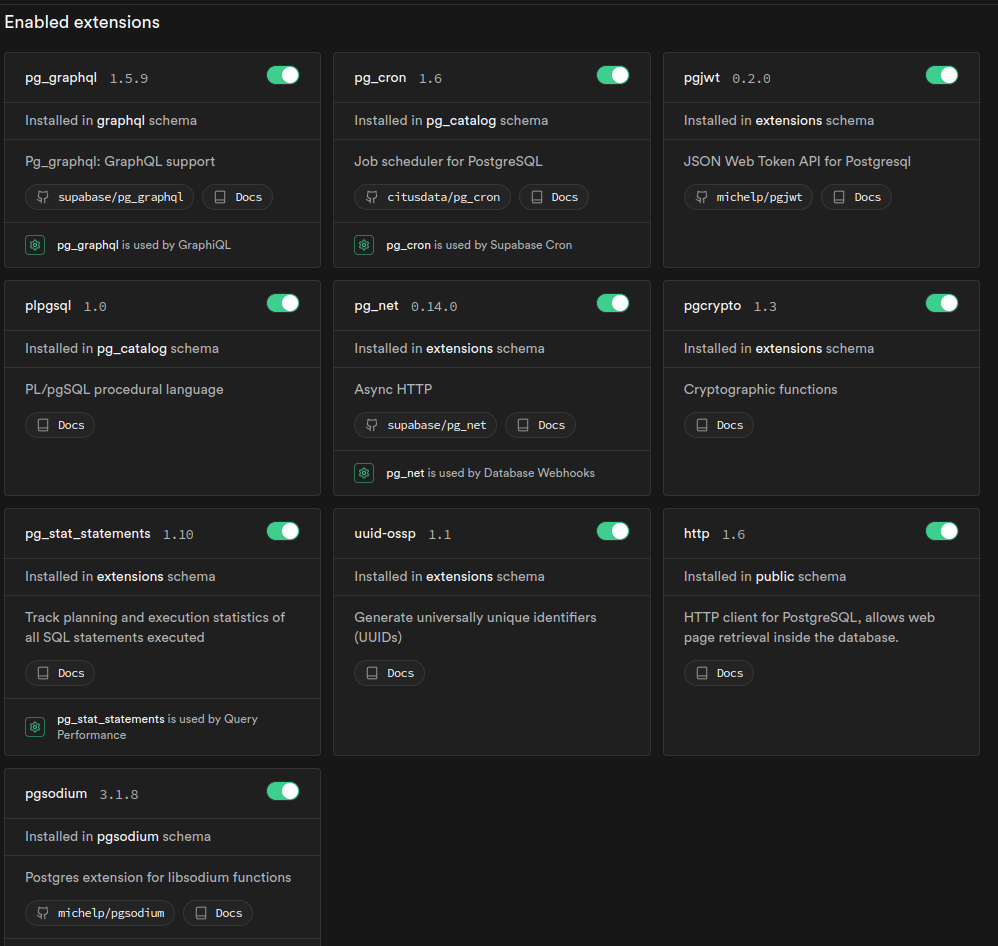 Enabled extensions
pg_graphql 1.5.9
Installed in graphql schema
Pg_graphql: GraphQL support
supabase/pg_graphql Docs
pg_graphql is used by GraphiQL
pg_cron 1.6
Installed in pg_catalog schema
Job scheduler for PostgreSQL
citusdata/pg_cron Docs
pg_cron is used by Supabase Cron
pgjwt 0.2.0
Installed in extensions schema
JSON Web Token API for Postgresql
michelp/pgjwt Docs
plpgsql 1.0
Installed in pg_catalog schema
PL/pgSQL procedural language
Docs
pg_net 0.14.0
Installed in extensions schema
Async HTTP
supabase/pg_net Docs
pg_net is used by Database Webhooks
pgcrypto 1.3
Installed in extensions schema
Cryptographic functions
Docs
pg_stat_statements 1.10
Installed in extensions schema
Track planning and execution statistics of
all SQL statements executed
Docs
pg_stat_statements is used by Query
Performance
uuid-ossp 1.1
Installed in extensions schema
Generate universally unique identifiers
(UUIDs)
Docs
http 1.6
Installed in public schema
HTTP client for PostgreSQL, allows web
page retrieval inside the database.
Docs
pgsodium 3.1.8
Installed in pgsodium schema
Postgres extension for libsodium functions
michelp/pgsodium Docs